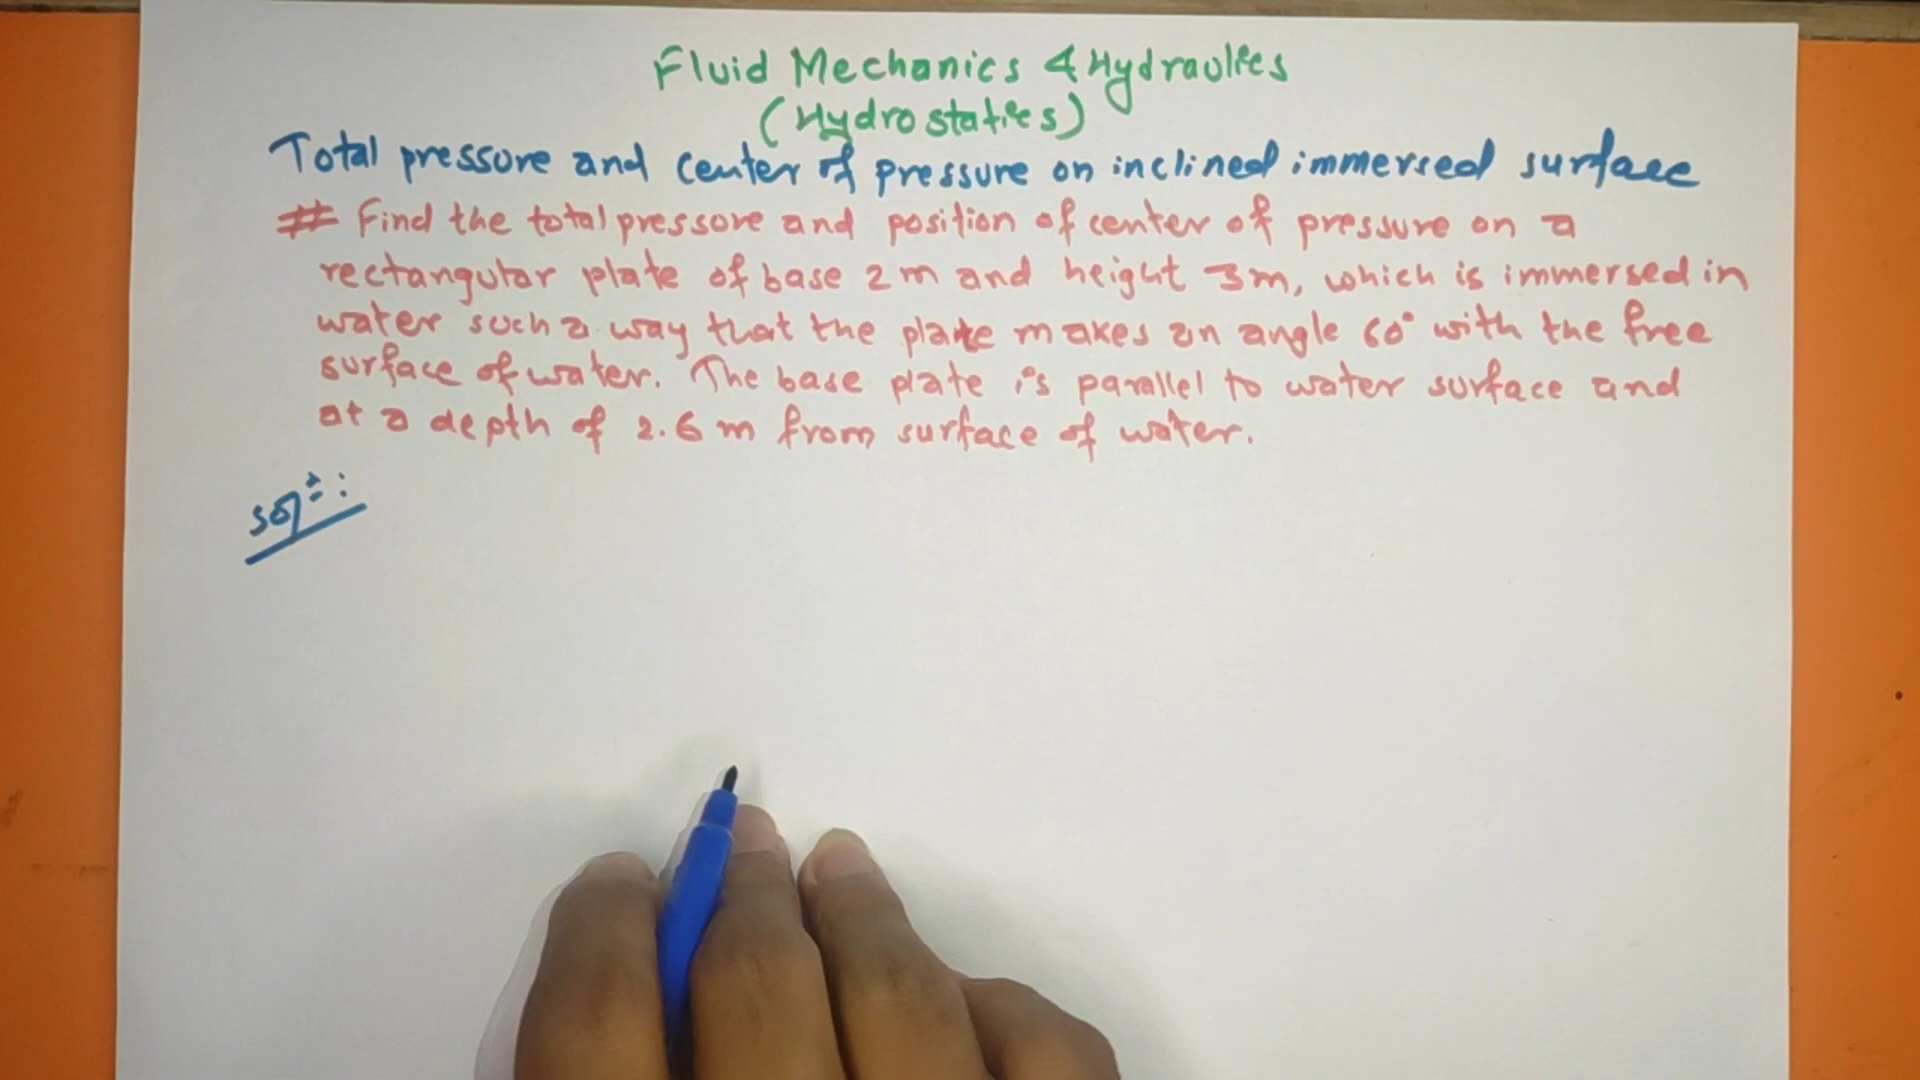 Fluid Mechanics & Hydraulics
(Hydrostatics)
Total pressure and center of pressure on inclined immersed surface
# Find the total pressure and position of center of pressure on a
rectangular plate of base 2m and height 3m, which is immersed in
water such a way that the plate makes an angle 60° with the free
surface of water. The base plate is parallel to water surface and
at a depth of 2.6 m from surface of water.
Solⁿ: